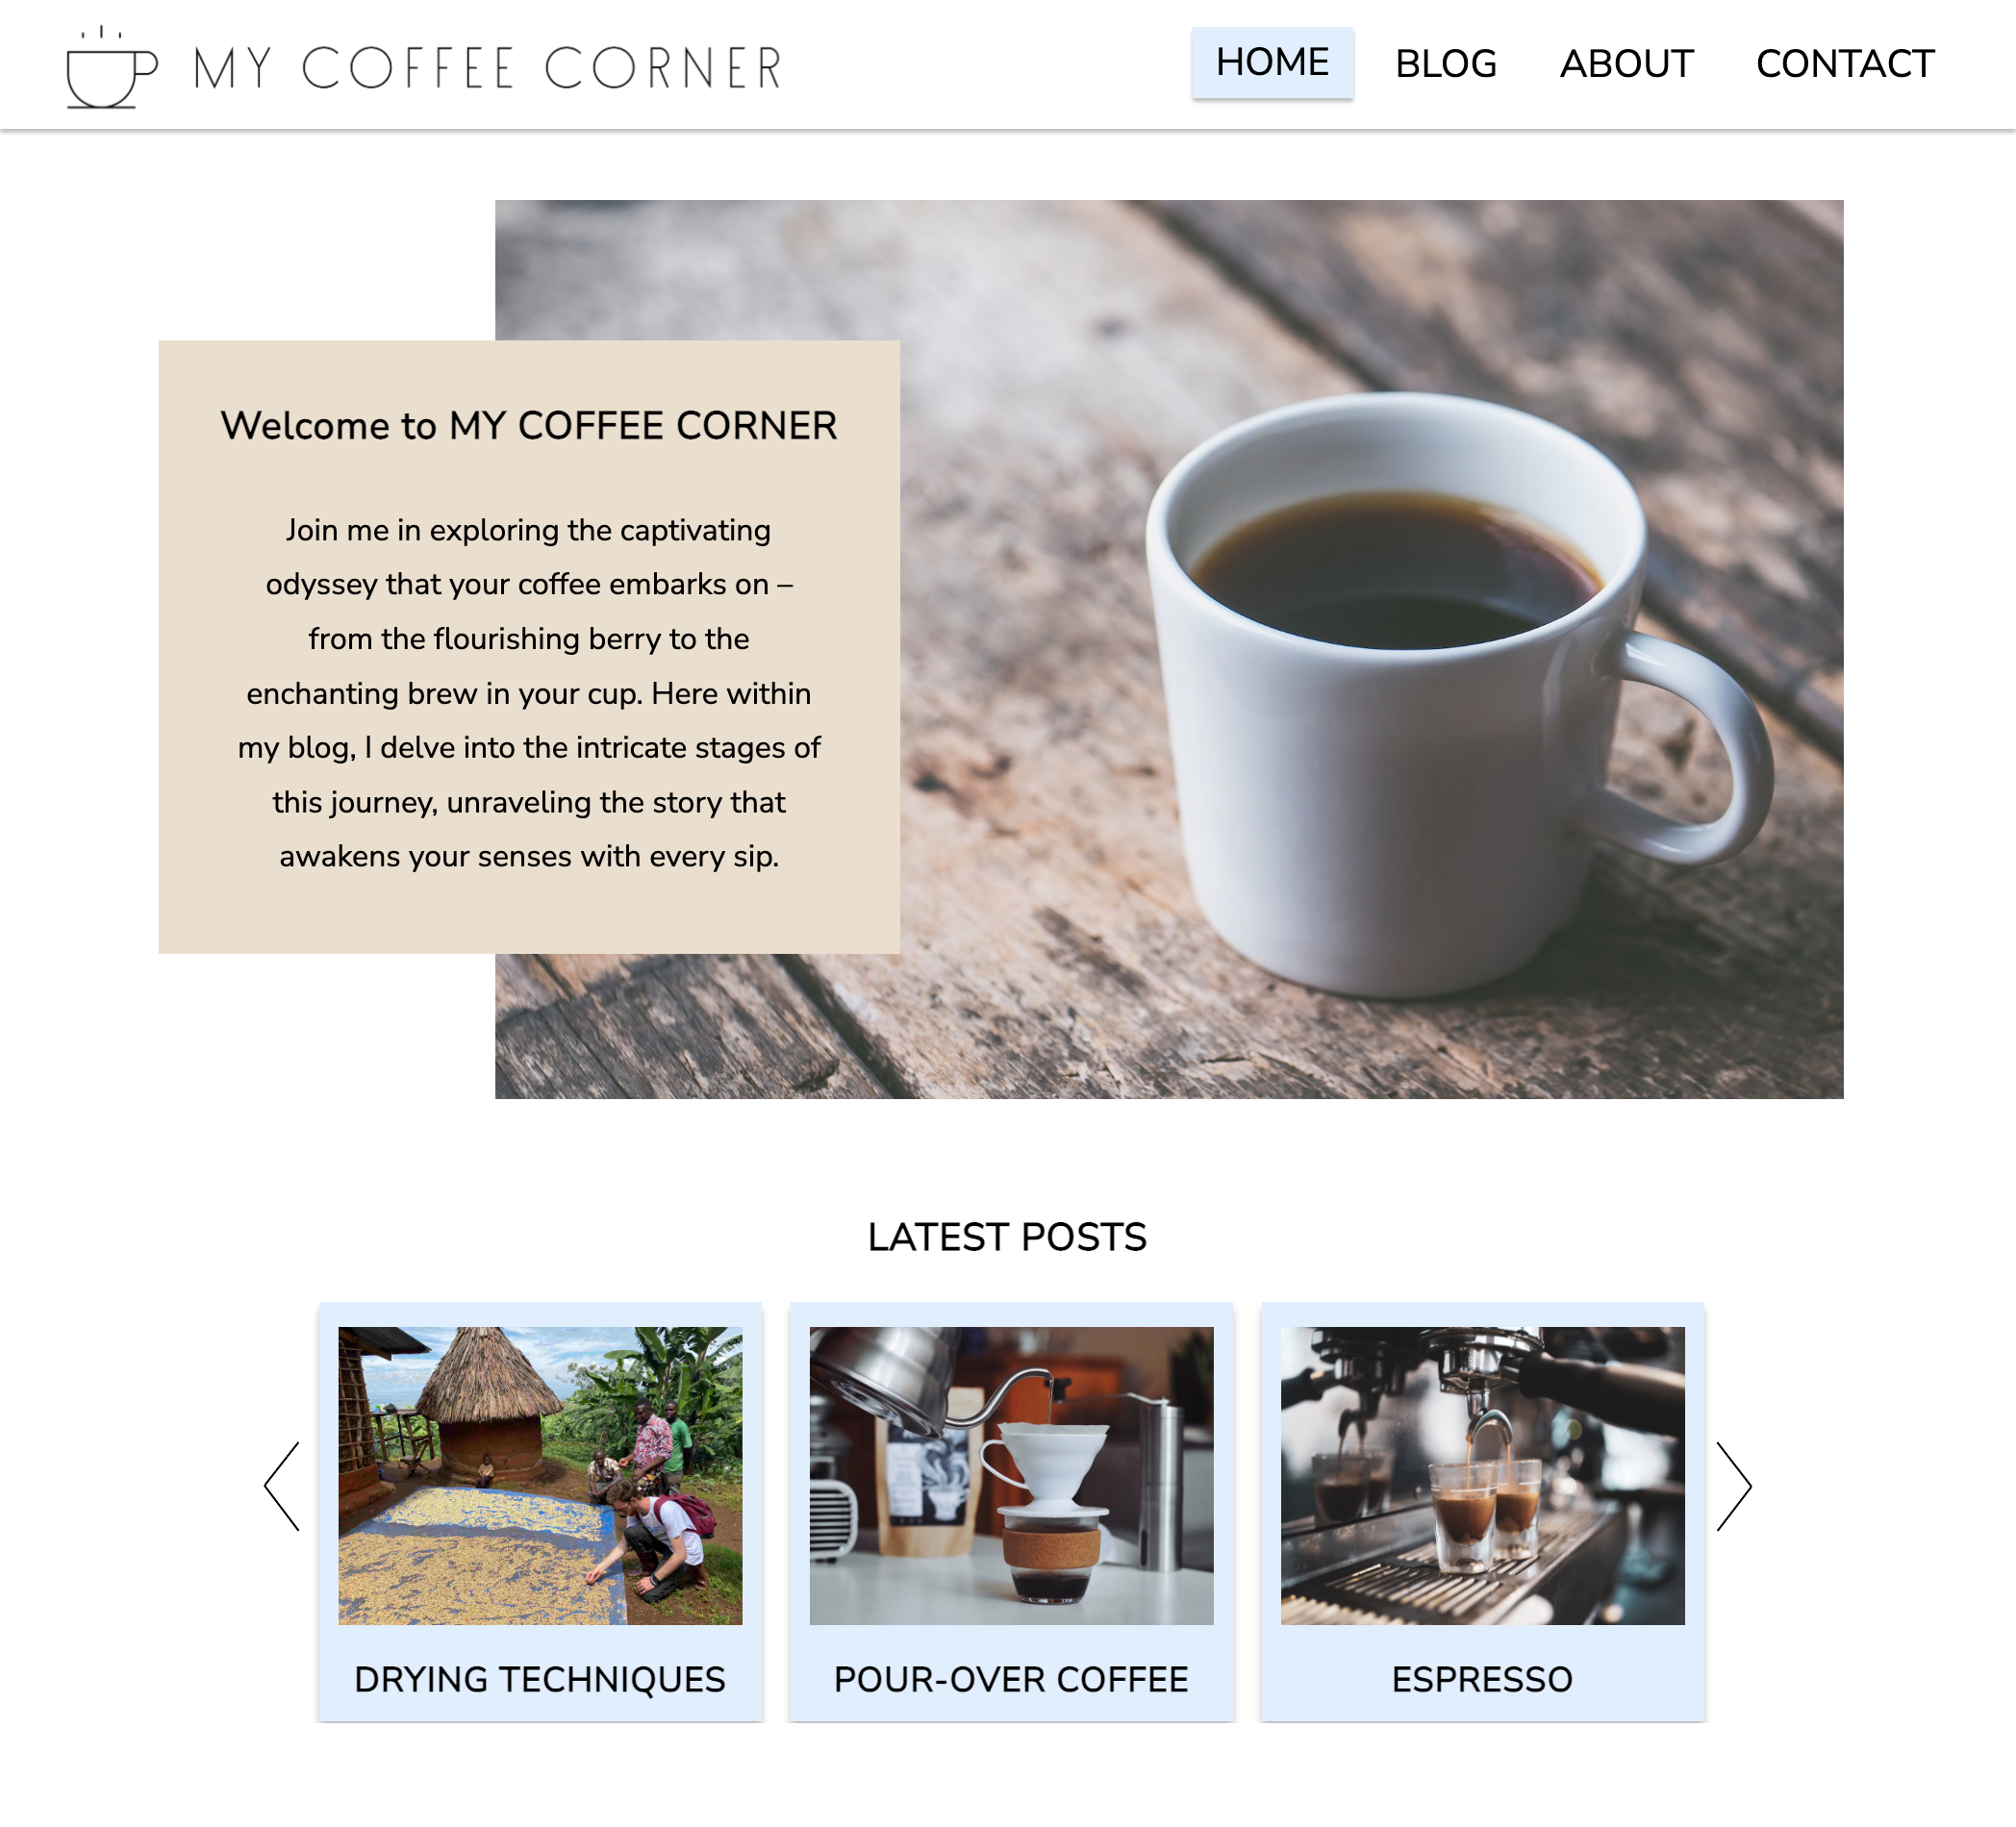 MY COFFEE CORNER
HOME BLOG ABOUT CONTACT
Welcome to MY COFFEE CORNER
Join me in exploring the captivating
odyssey that your coffee embarks on –
from the flourishing berry to the
enchanting brew in your cup. Here within
my blog, I delve into the intricate stages of
this journey, unraveling the story that
awakens your senses with every sip.
LATEST POSTS
DRYING TECHNIQUES
POUR-OVER COFFEE
ESPRESSO